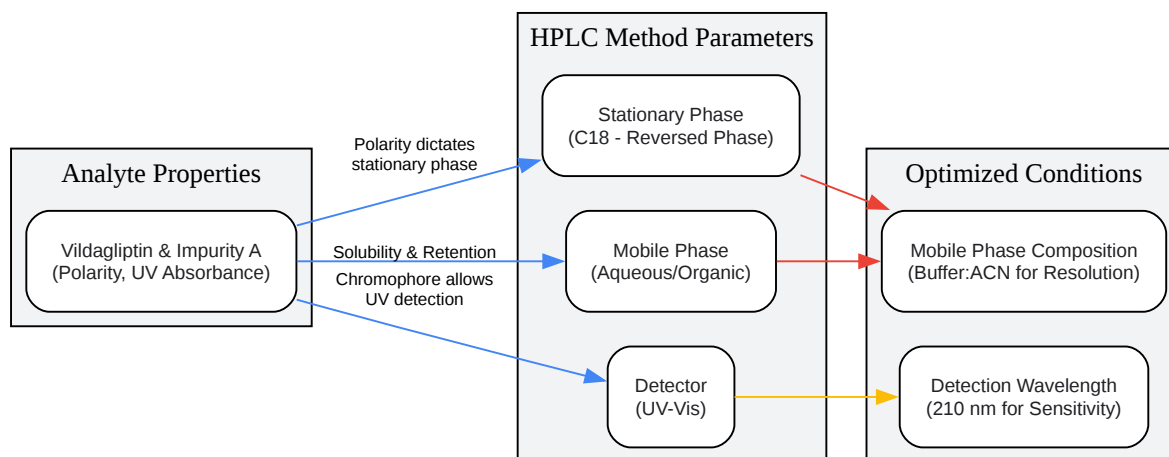 Analyte Properties
Vildagliptin & Impurity A
(Polarity, UV Absorbance)
Polarity dictates
stationary phase
Solubility & Retention
Chromophore allows
UV detection
HPLC Method Parameters
Stationary Phase
(C18 - Reversed Phase)
Mobile Phase
(Aqueous/Organic)
Detector
(UV-Vis)
Optimized Conditions
Mobile Phase Composition
(Buffer:ACN for Resolution)
Detection Wavelength
(210 nm for Sensitivity)